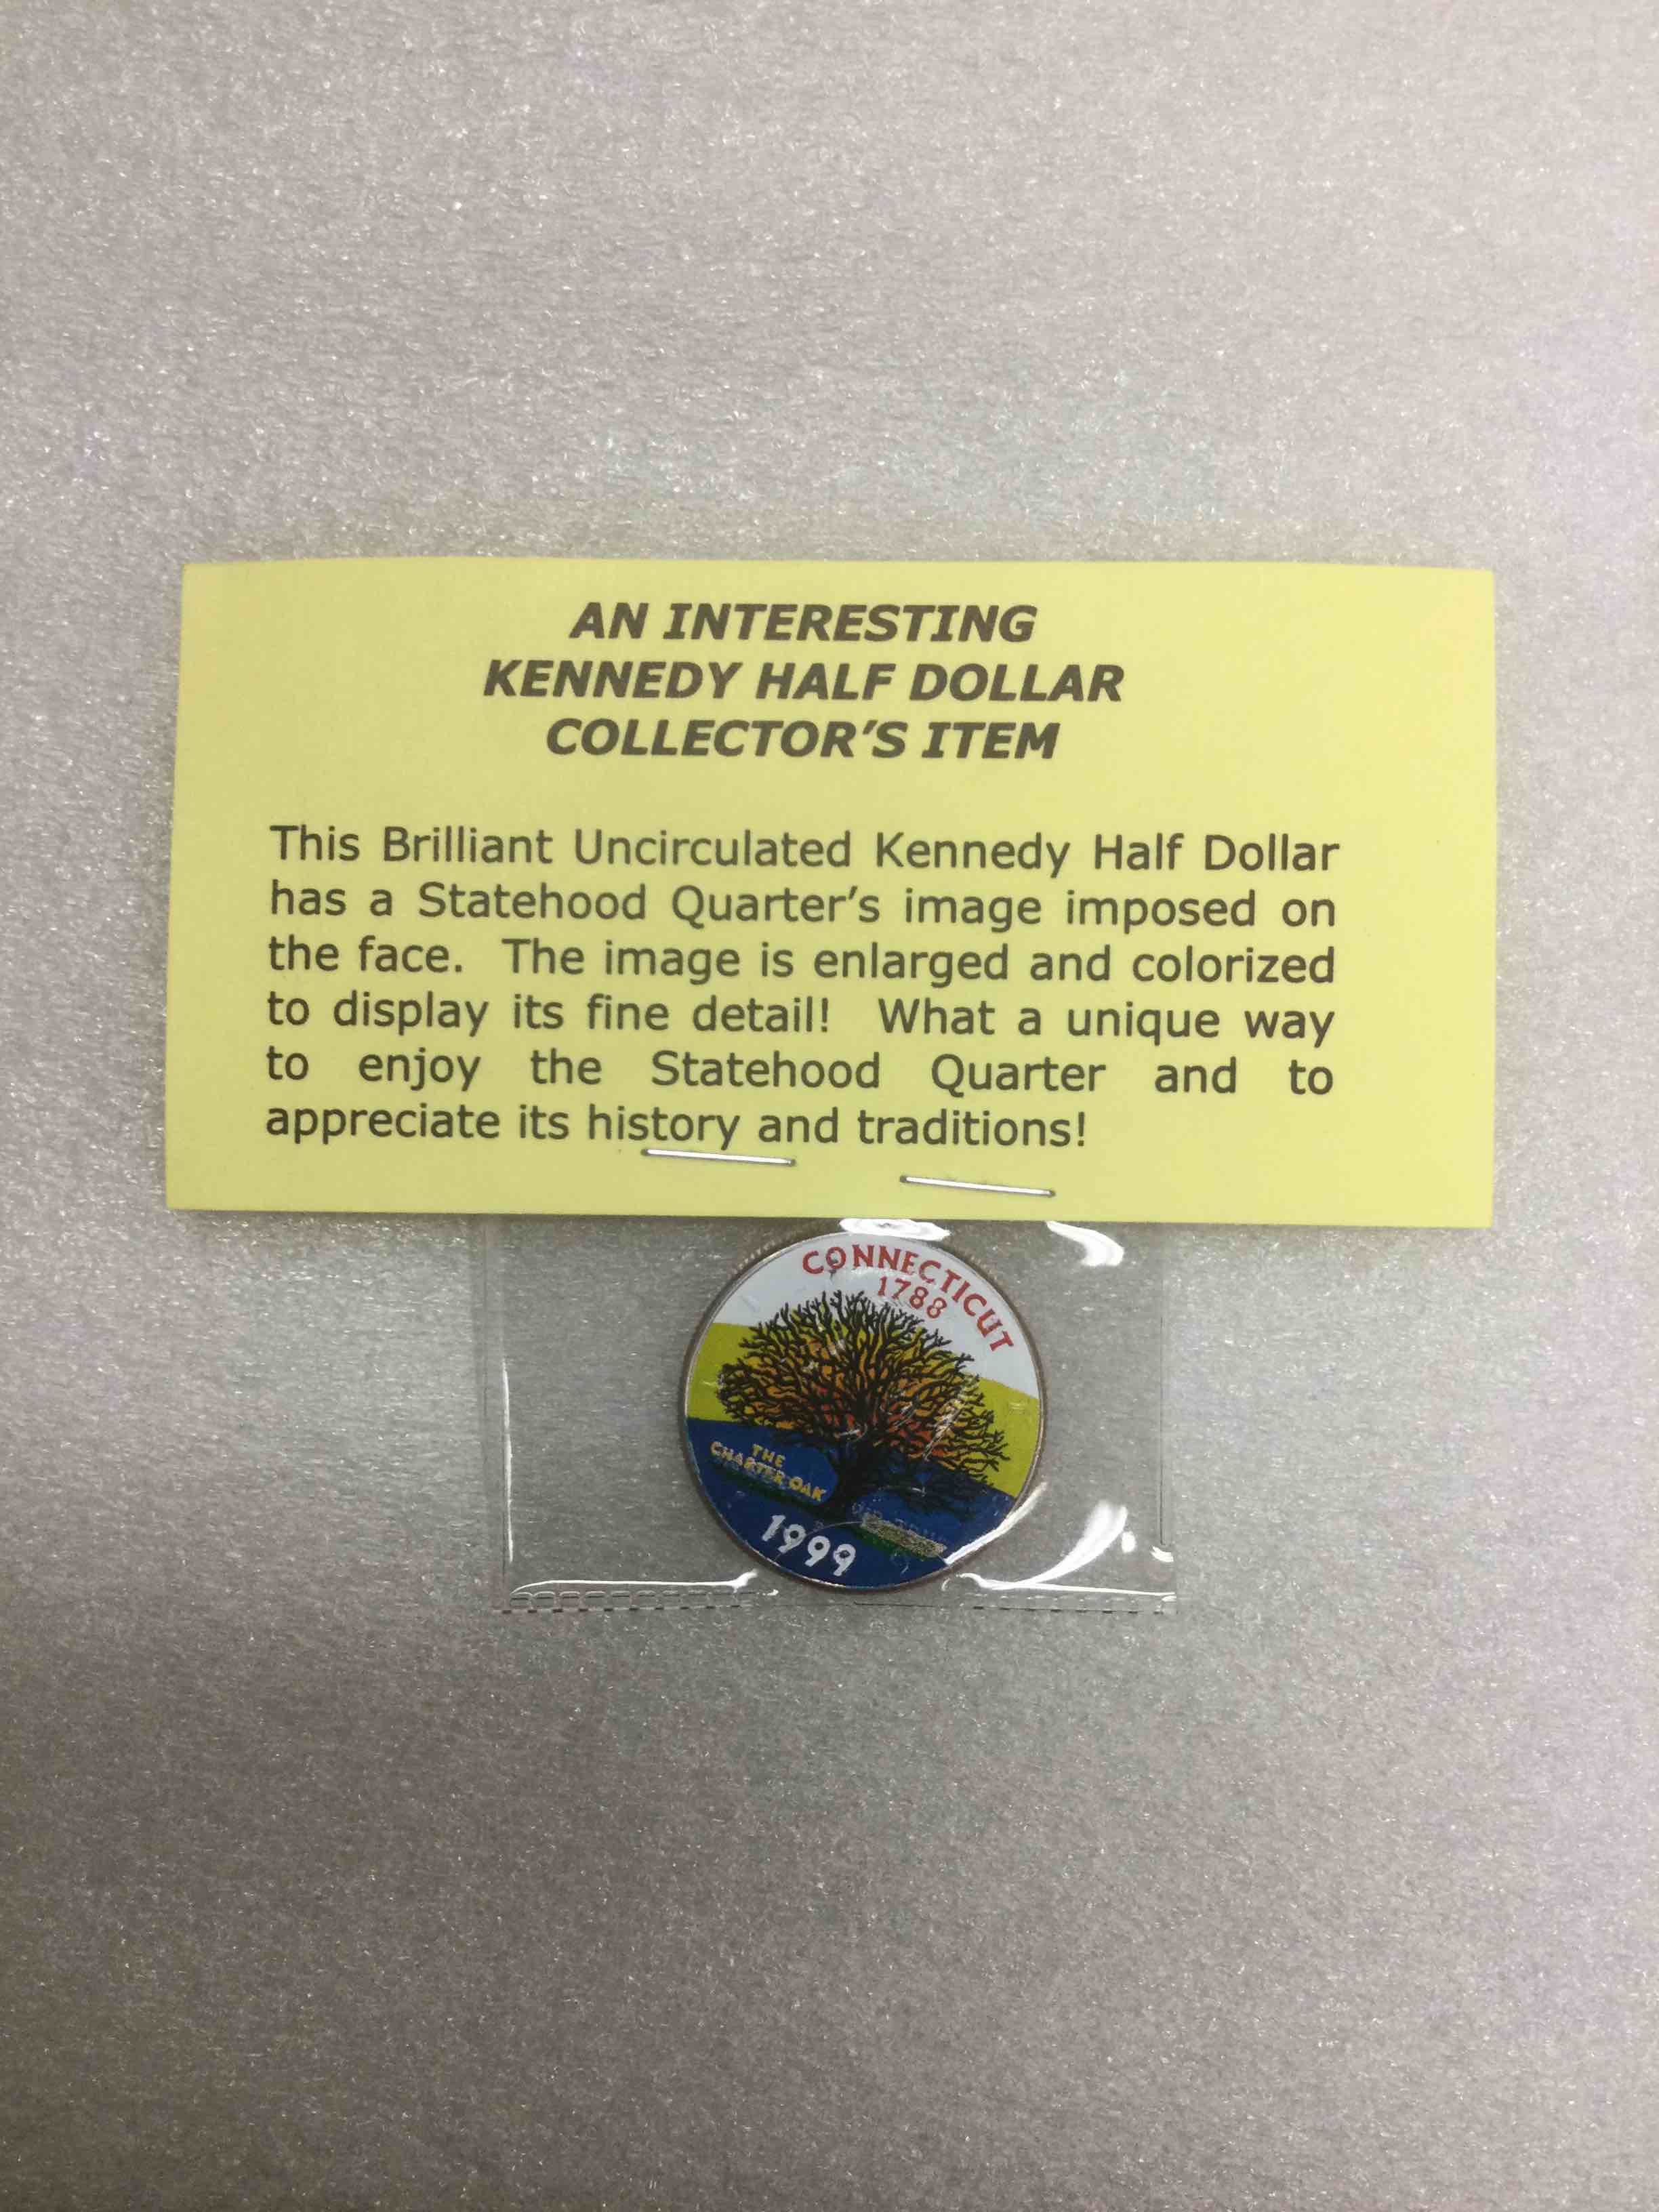 AN INTERESTING
KENNEDY HALF DOLLAR
COLLECTOR'S ITEM
This Brilliant Uncirculated Kennedy Half Dollar
has a Statehood Quarter's image imposed on
the face. The image is enlarged and colorized
to display its fine detail! What a unique way
to enjoy the Statehood Quarter and to
appreciate its history and traditions!
CONNECTICUT
1788
THE
CHARTER OAK
1999